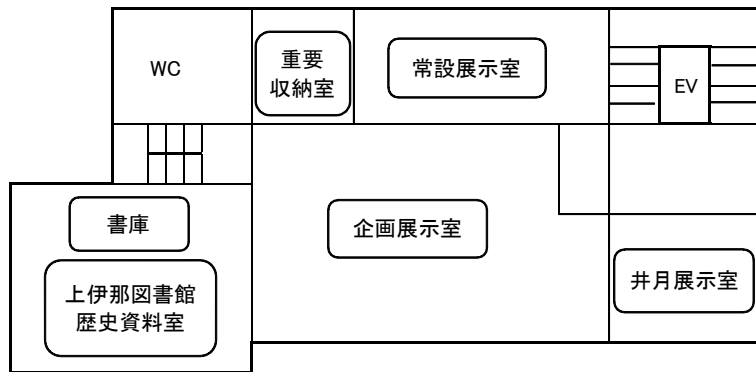 WC
重要
収納室
常設展示室
EV
書庫
企画展示室
上伊那図書館
歴史資料室
井月展示室